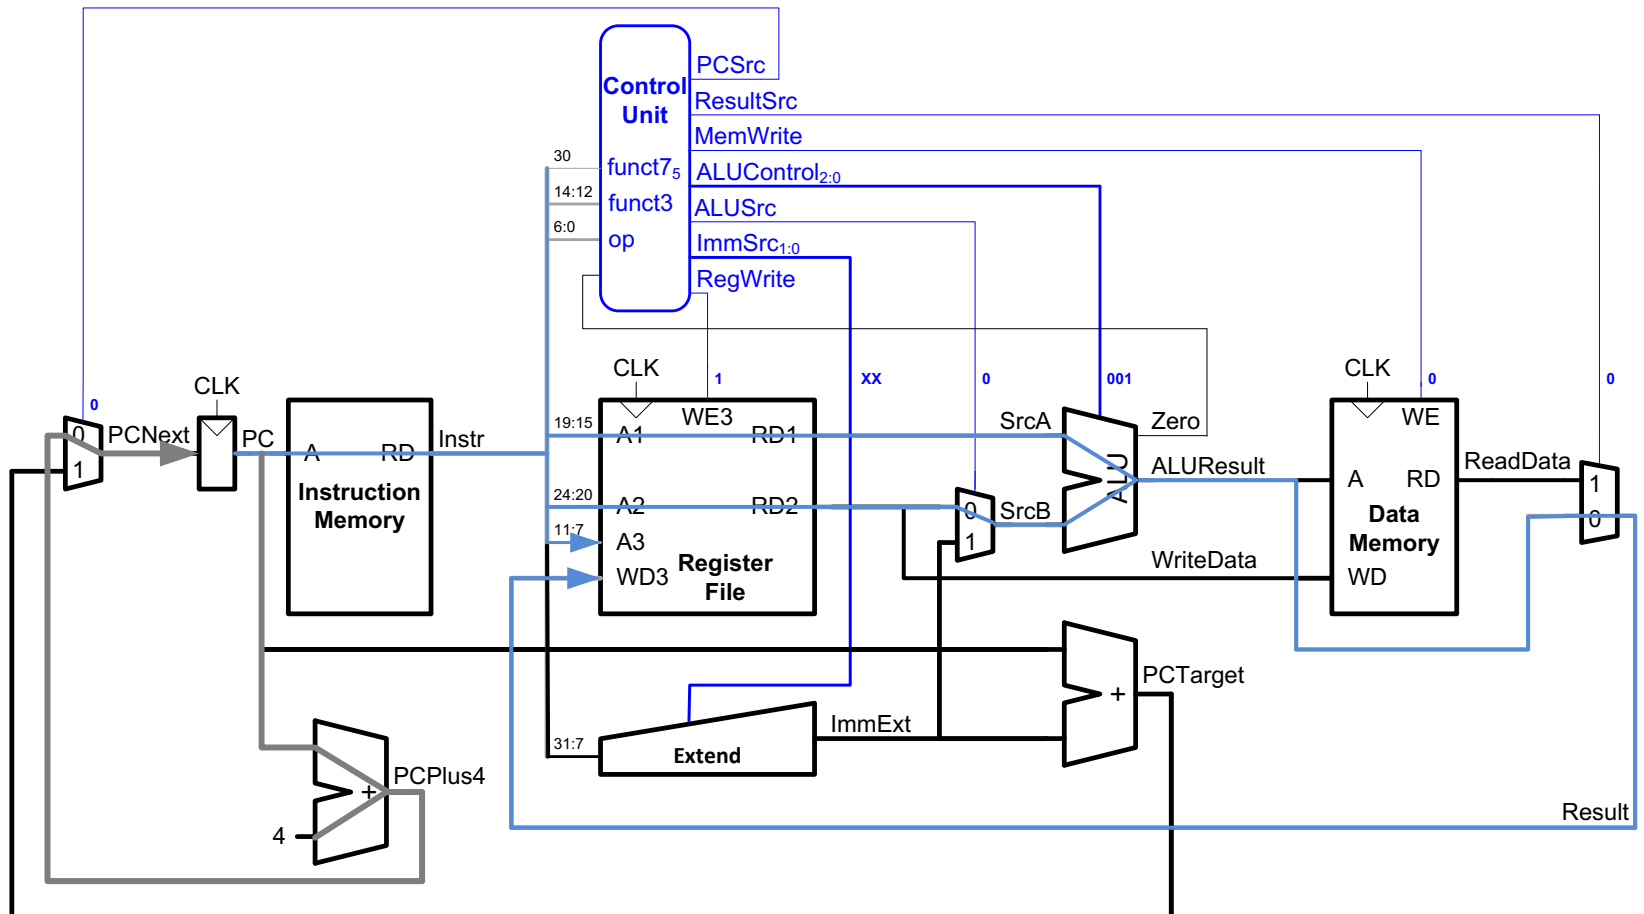 PCSrc
Control
Unit
ResultSrc
MemWrite
30
funct7₅
ALUControl₂:₀
14:12
funct3
ALUSrc
6:0
op
ImmSrc₁:₀
RegWrite
CLK
CLK
CLK
1
XX
0
001
0
0
0
PCNext
0
1
PC
A
RD
Instr
Instruction
Memory
19:15
A1
WE3
RD1
SrcA
Zero
WE
24:20
A2
RD2
0
1
SrcB
ALU
ALUResult
A
RD
ReadData
1
0
11:7
A3
WD3
Register
File
WriteData
Data
Memory
WD
PCTarget
+
31:7
Extend
ImmExt
PCPlus4
+
4
Result